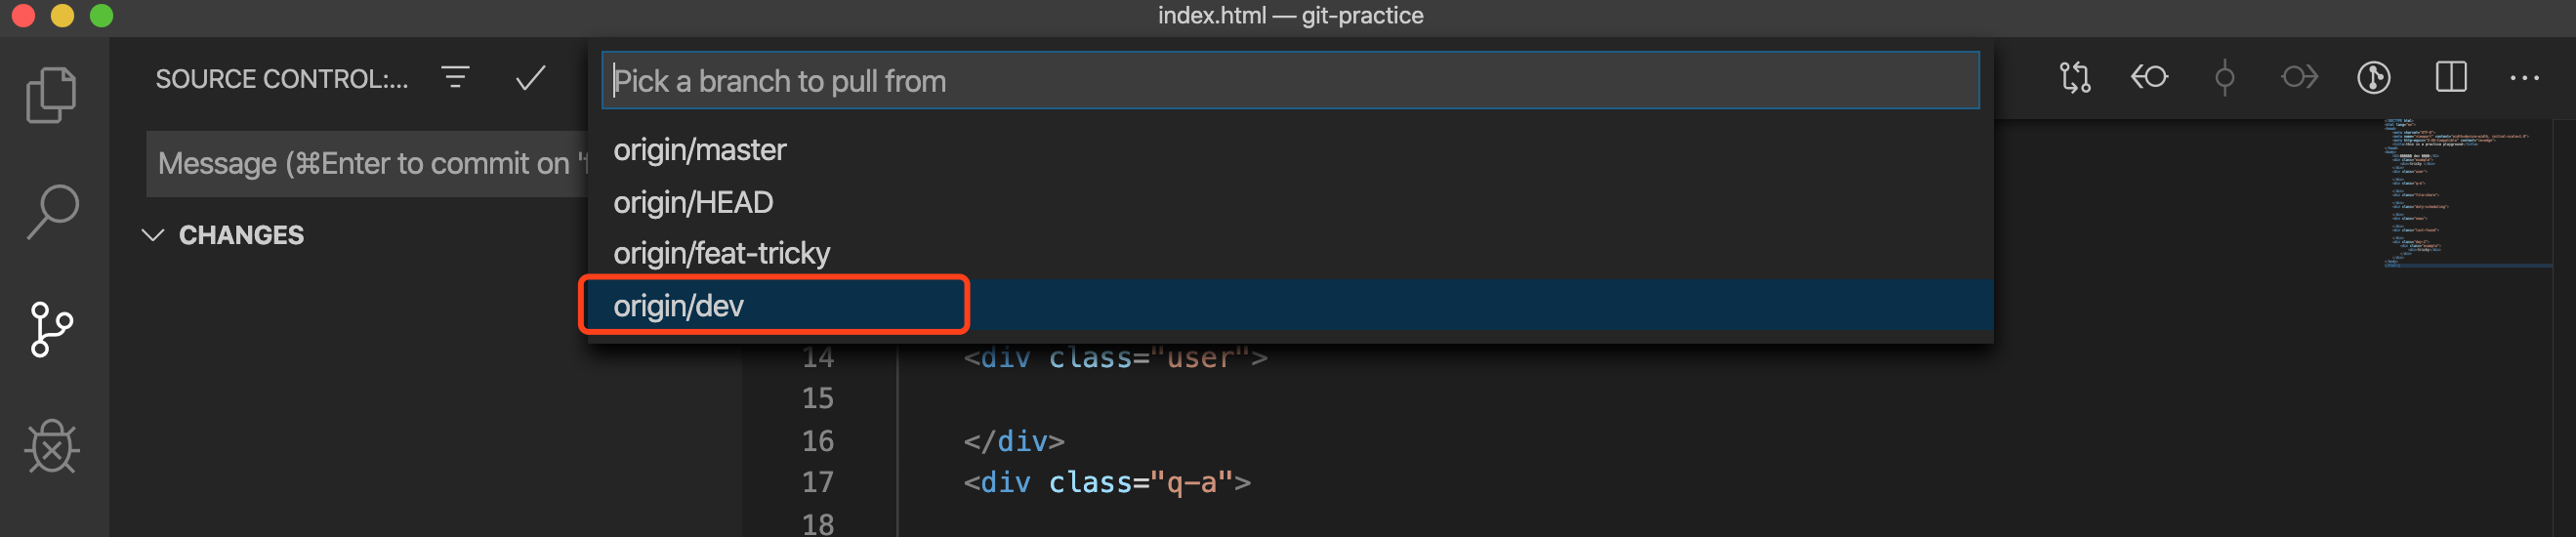 index.html — git-practice
SOURCE CONTROL:...
Pick a branch to pull from
Message (⌘Enter to commit on '
origin/master
origin/HEAD
CHANGES
origin/feat-tricky
origin/dev
14 <div class="user">
15
16 </div>
17 <div class="q-a">
18